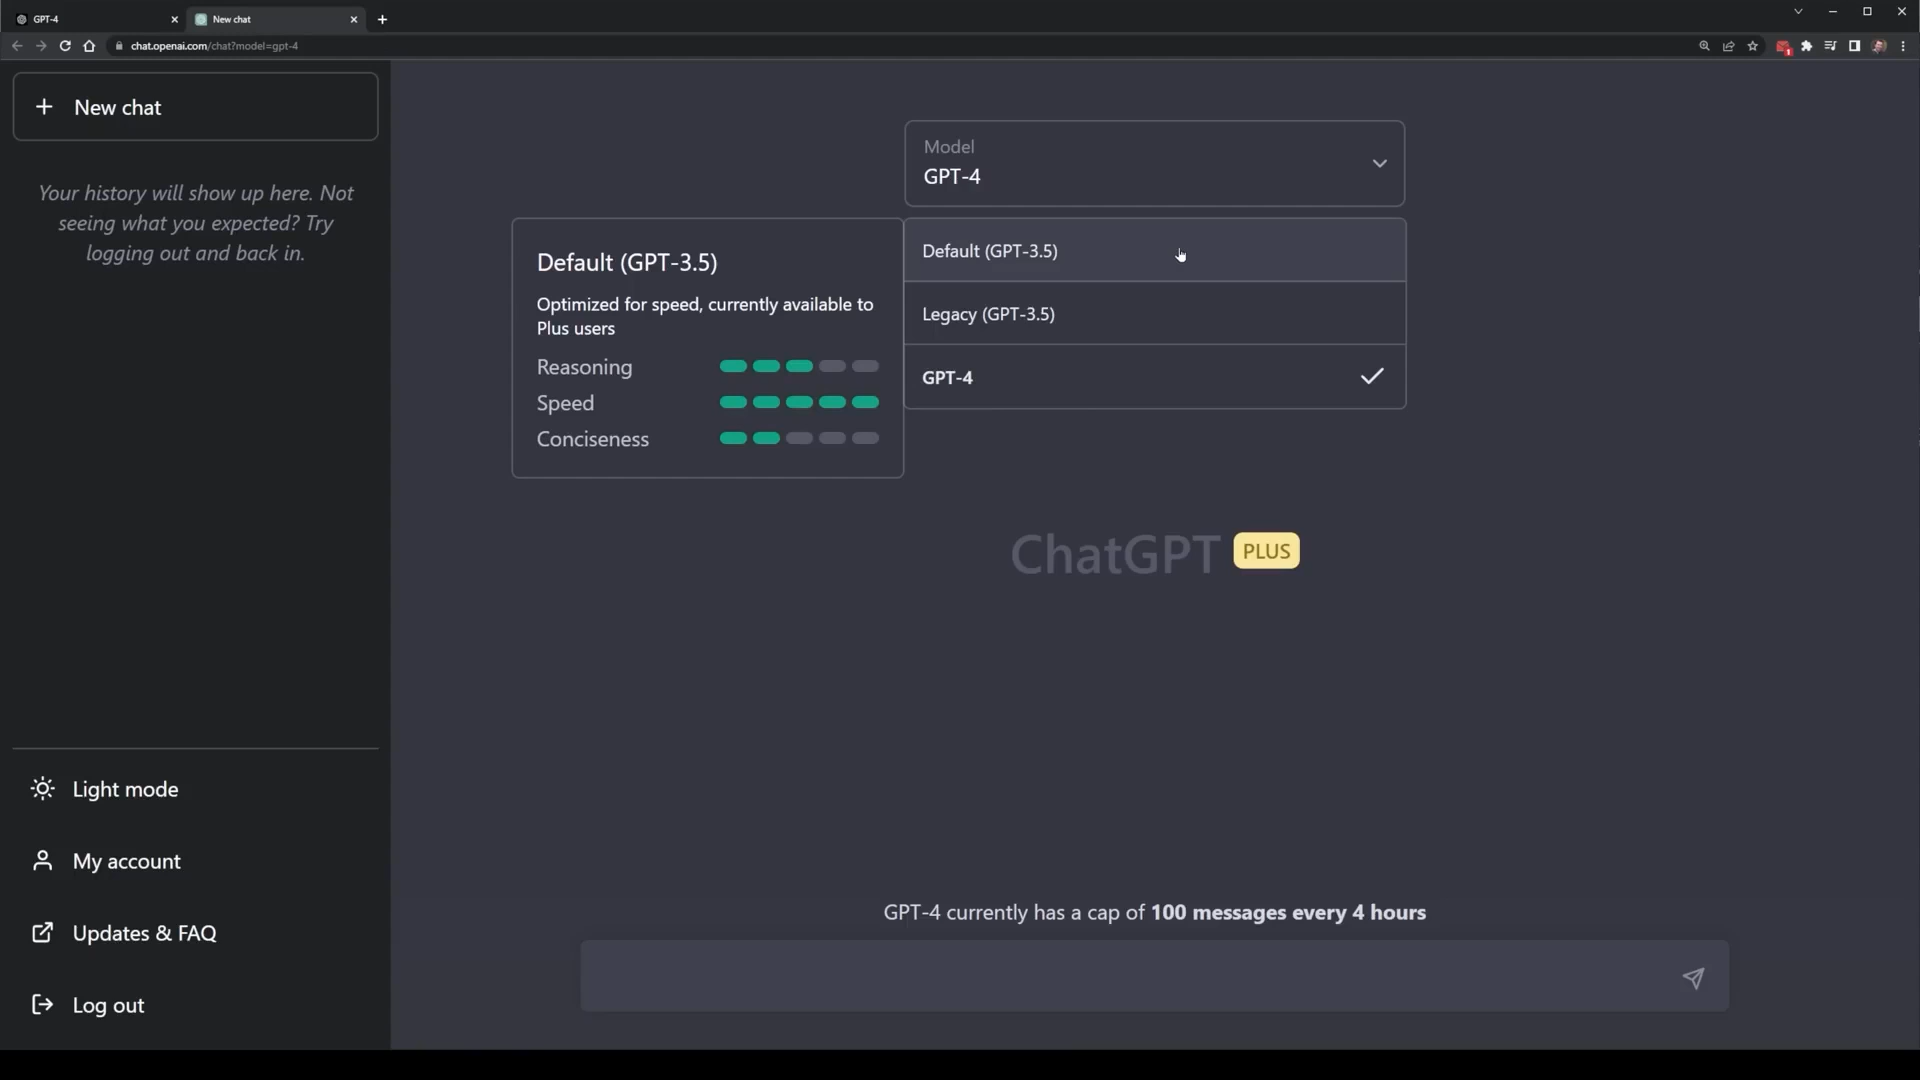 GPT-4
New chat
chat.openai.com/chat?model=gpt-4
1
New chat
Your history will show up here. Not
seeing what you expected? Try
logging out and back in.
Model
GPT-4
Default (GPT-3.5)
Legacy (GPT-3.5)
GPT-4
Default (GPT-3.5)
Optimized for speed, currently available to
Plus users
Reasoning
Speed
Conciseness
ChatGPT PLUS
Light mode
My account
Updates & FAQ
Log out
GPT-4 currently has a cap of 100 messages every 4 hours